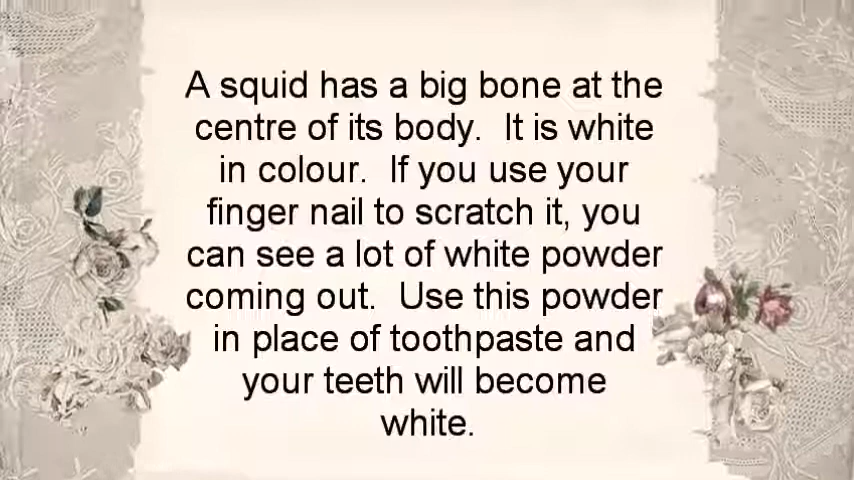 A squid has a big bone at the
centre of its body.  It is white
in colour.  If you use your
finger nail to scratch it, you
can see a lot of white powder
coming out.  Use this powder
in place of toothpaste and
your teeth will become
white.